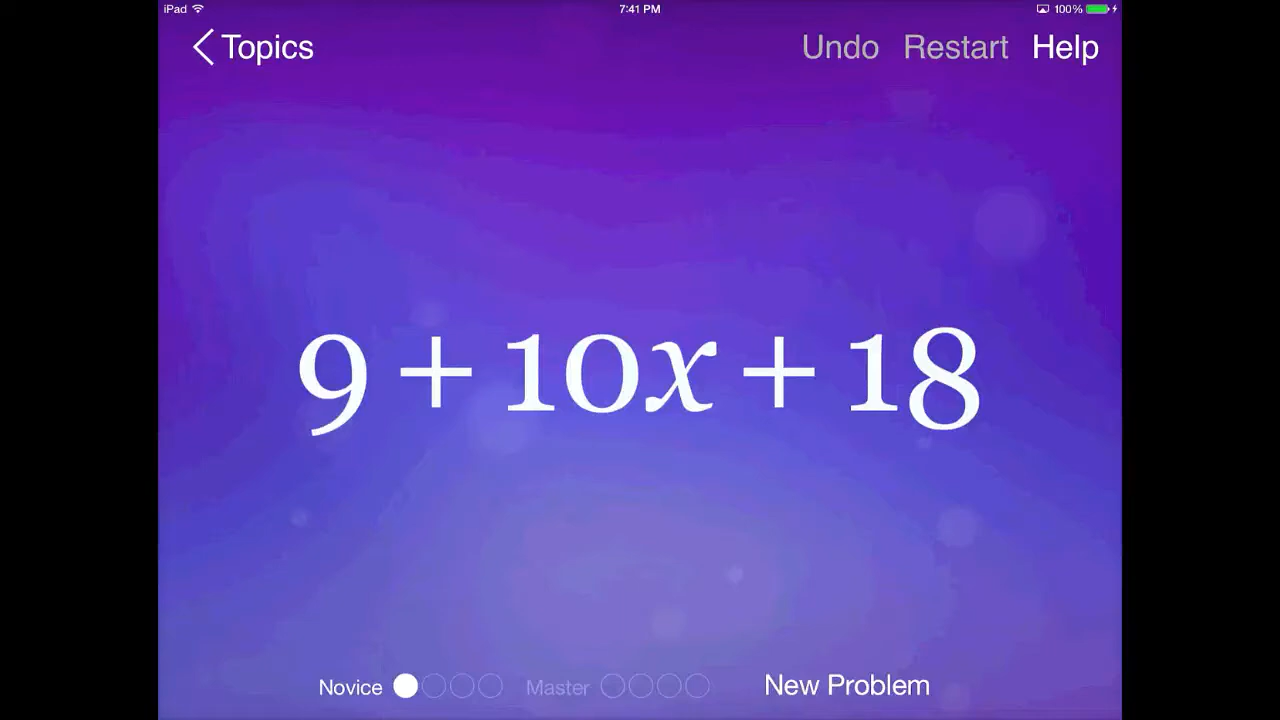 iPad 7:41 PM 100%
Topics Undo Restart Help
9 + 10x + 18
Novice Master New Problem